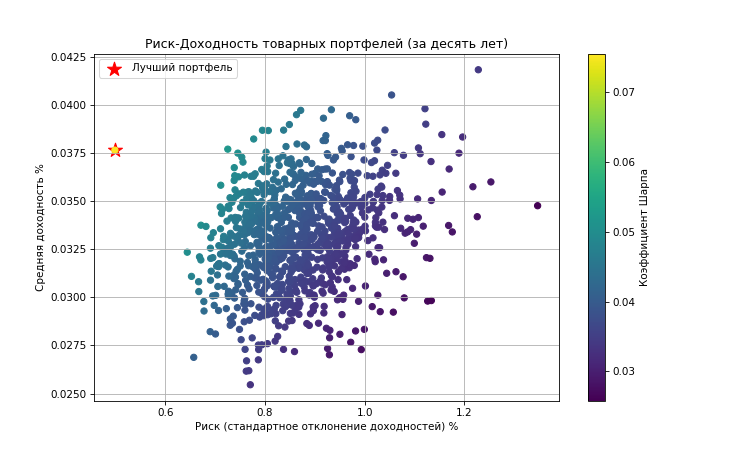 Риск-Доходность товарных портфелей (за десять лет)
Лучший портфель
Средняя доходность %
0.0425
0.0400
0.0375
0.0350
0.0325
0.0300
0.0275
0.0250
0.6 0.8 1.0 1.2
Риск (стандартное отклонение доходностей) %
0.07
0.06
0.05
0.04
0.03
Коэффициент Шарпа